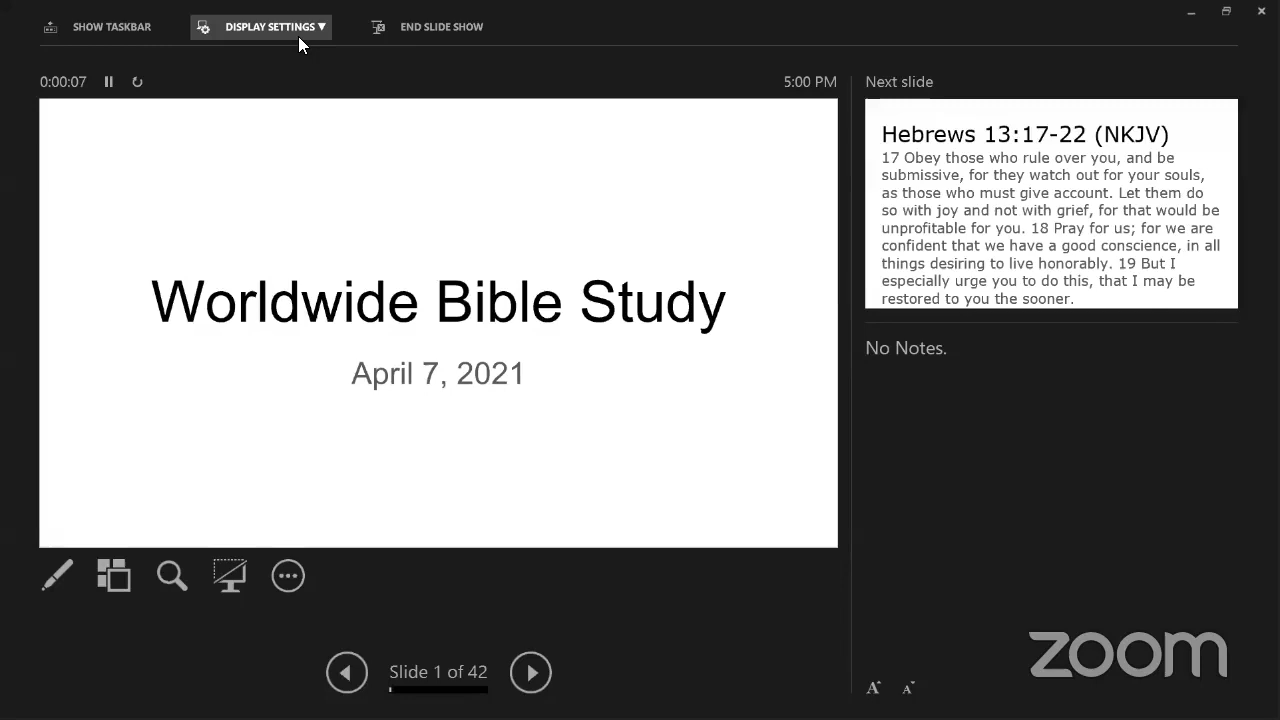 SHOW TASKBAR
DISPLAY SETTINGS ▼
END SLIDE SHOW
0:00:07
5:00 PM
Worldwide Bible Study
April 7, 2021
Slide 1 of 42
Next slide
Hebrews 13:17-22 (NKJV)
17 Obey those who rule over you, and be
submissive, for they watch out for your souls,
as those who must give account. Let them do
so with joy and not with grief, for that would be
unprofitable for you. 18 Pray for us; for we are
confident that we have a good conscience, in all
things desiring to live honorably. 19 But I
especially urge you to do this, that I may be
restored to you the sooner.
No Notes.
A A
zoom